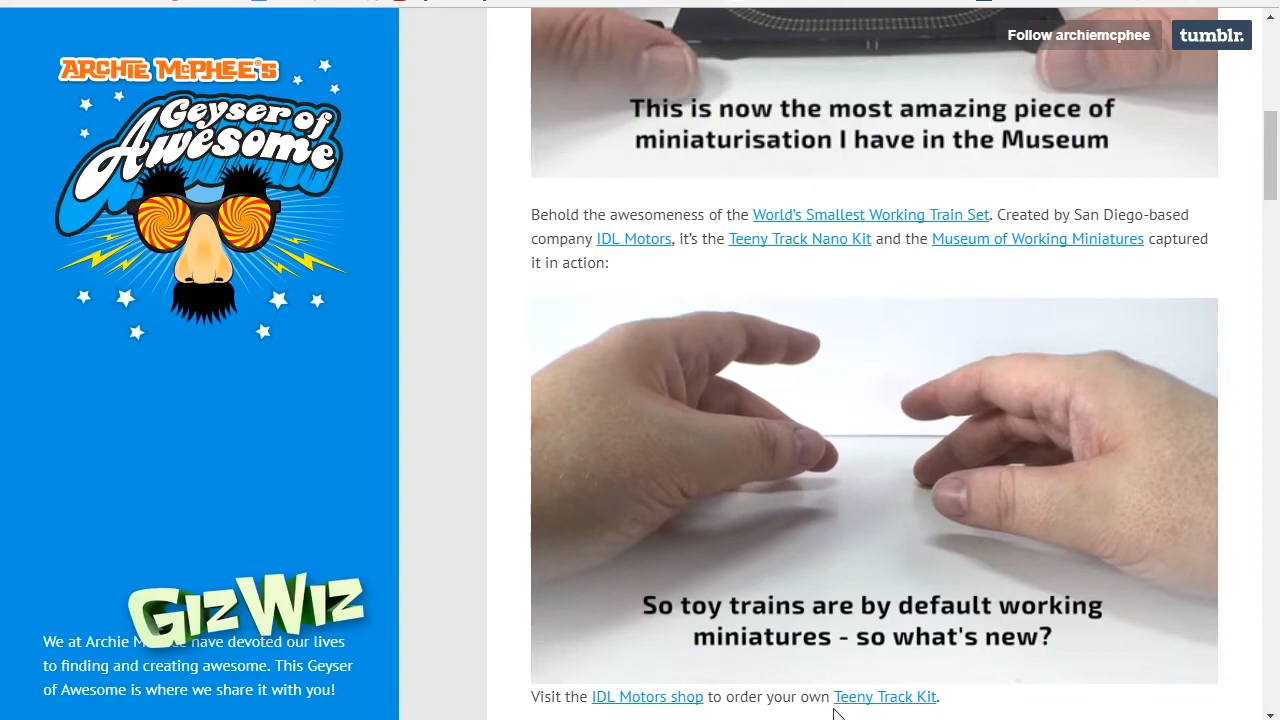 ARCHIE McPHEE'S
Geyser of
Awesome
Follow archiemcphee
tumblr.
This is now the most amazing piece of
miniaturisation I have in the Museum
Behold the awesomeness of the World's Smallest Working Train Set. Created by San Diego-based
company IDL Motors, it's the Teeny Track Nano Kit and the Museum of Working Miniatures captured
it in action:
So toy trains are by default working
miniatures - so what's new?
Visit the IDL Motors shop to order your own Teeny Track Kit.
GIZWIZ
We at Archie have devoted our lives
to finding and creating awesome. This Geyser
of Awesome is where we share it with you!